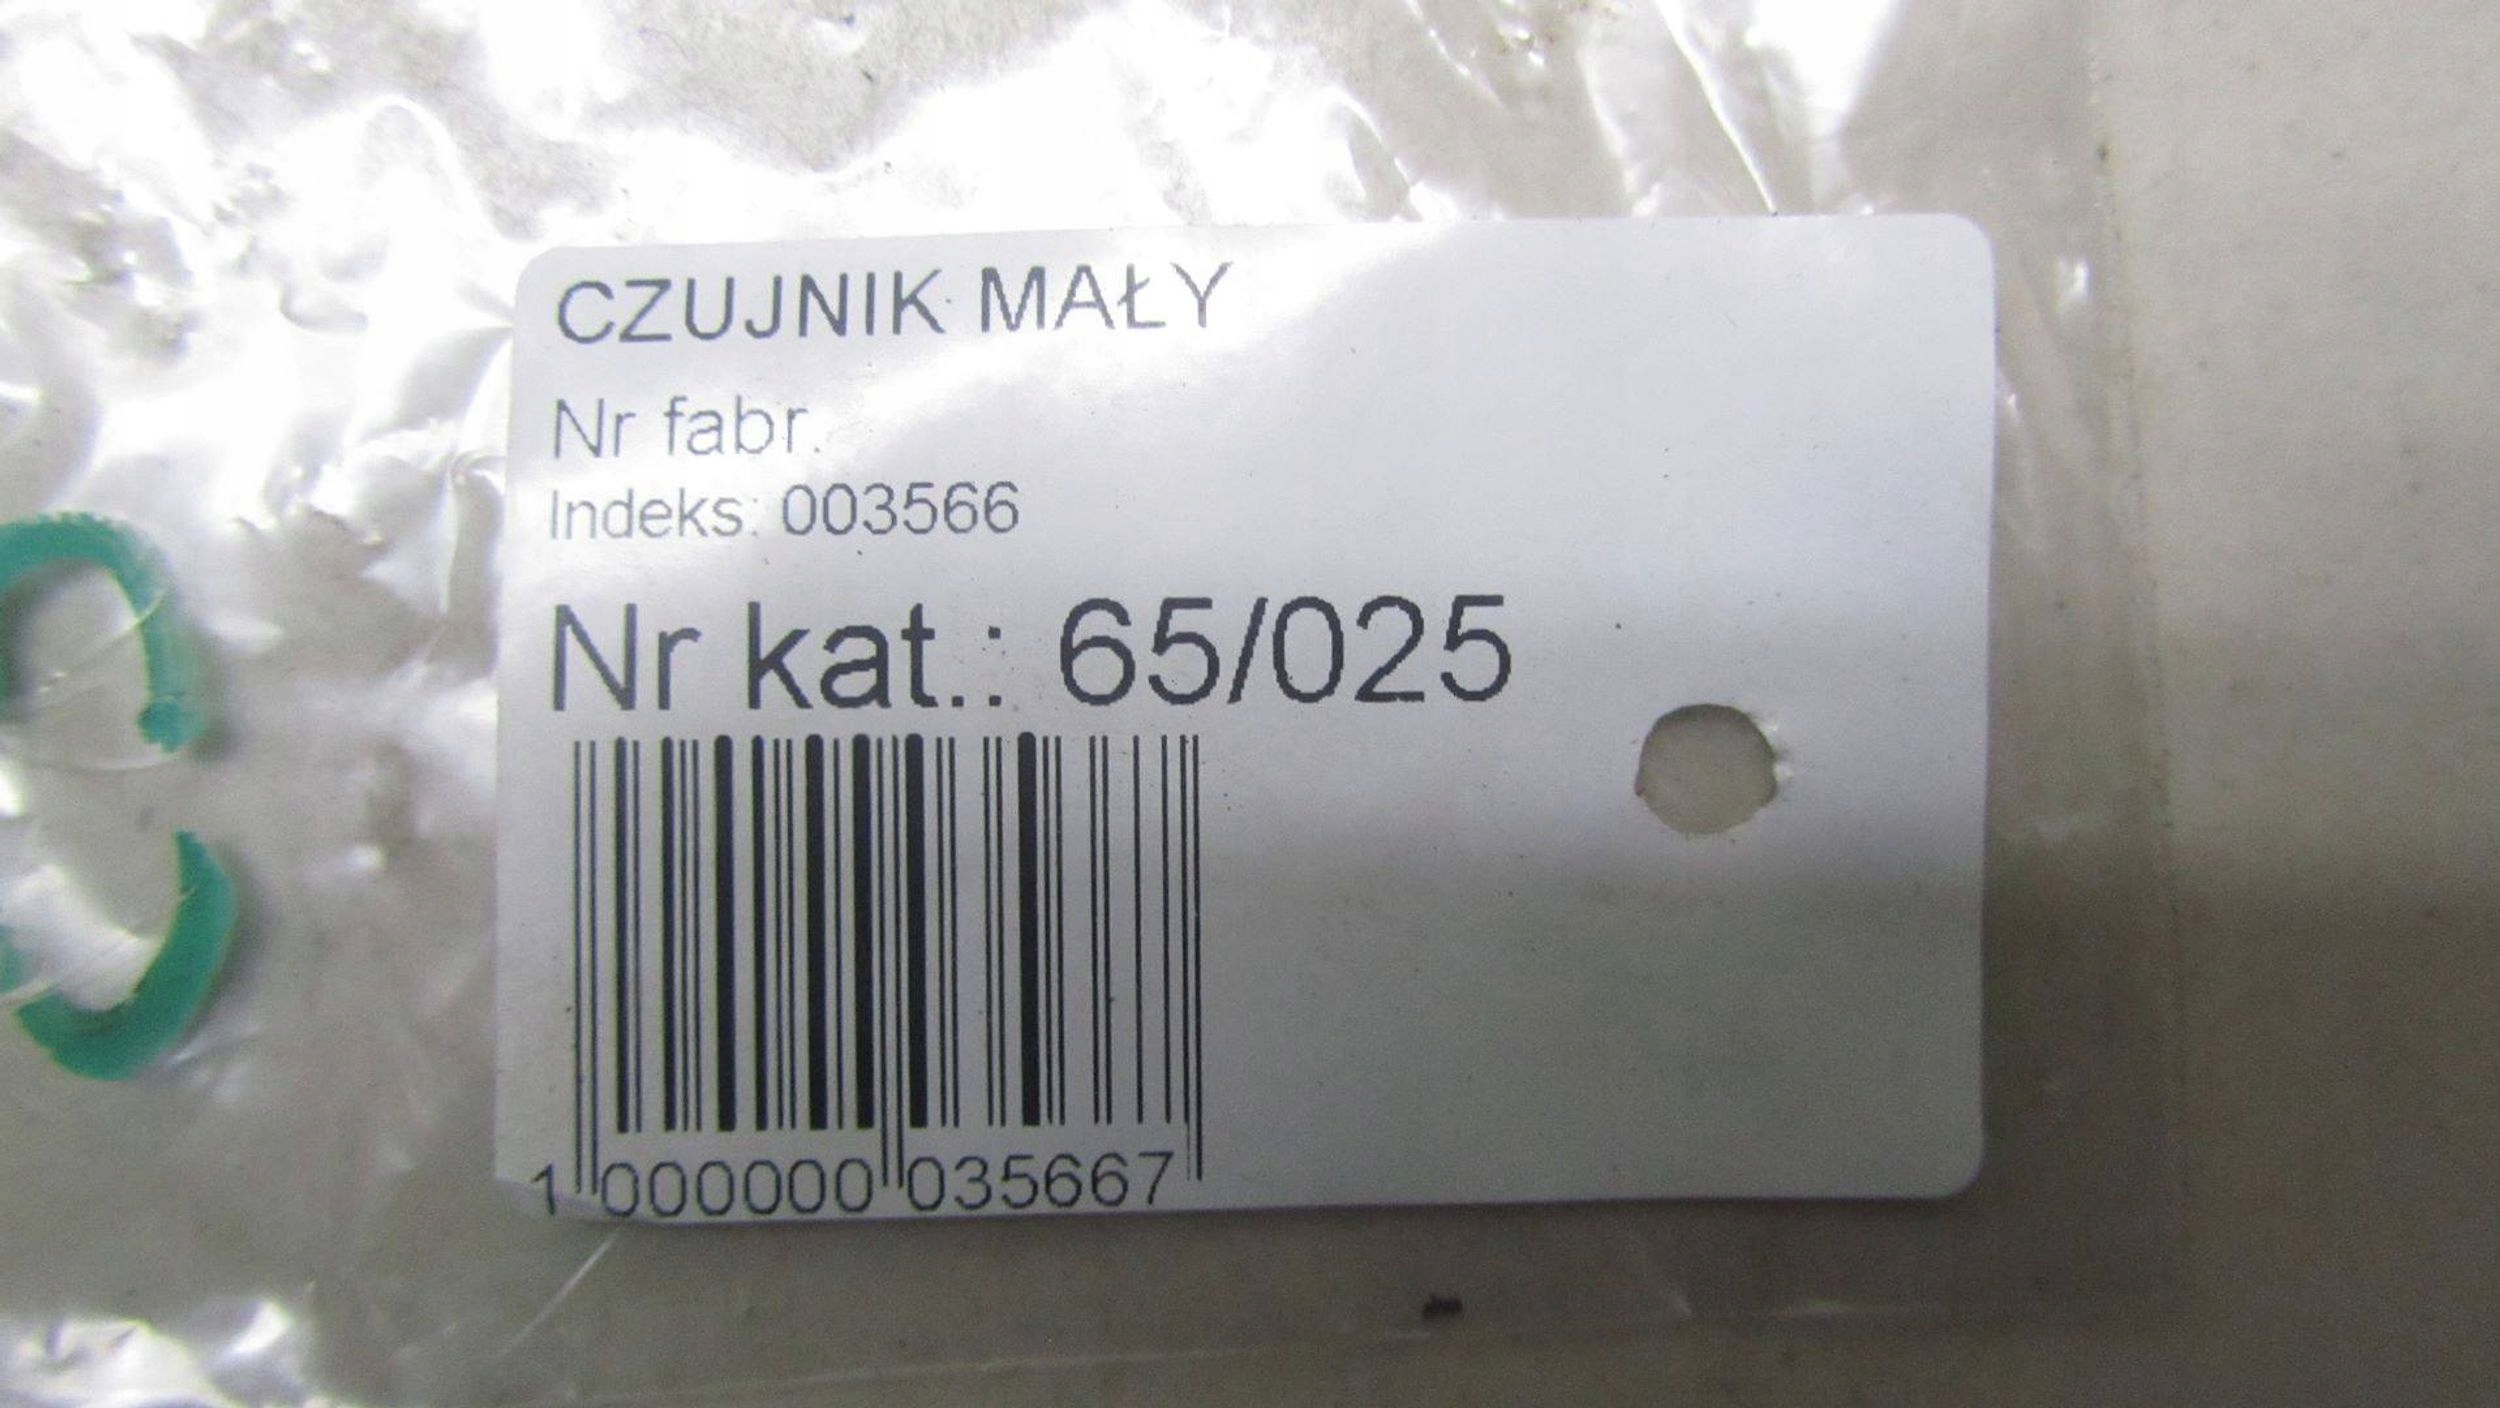 CZUJNIK MAŁY
Nr fabr.
Indeks: 003566
Nr kat.: 65/025
1 000000 035667